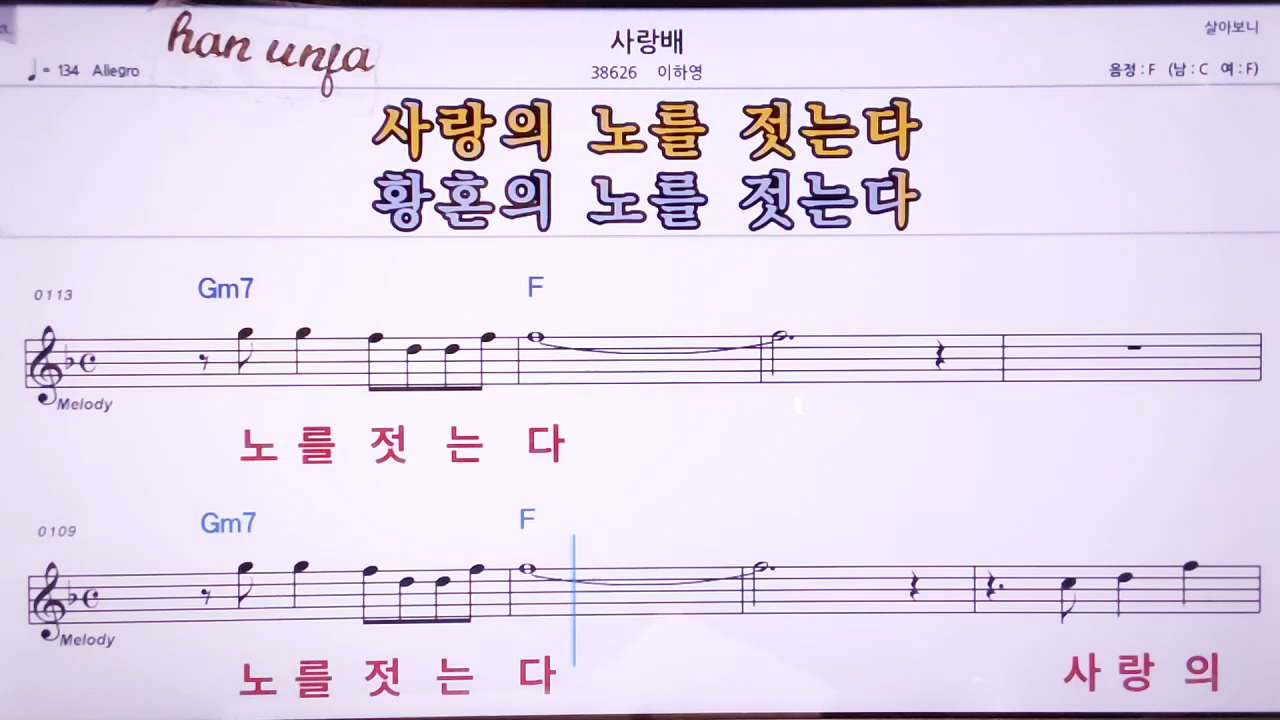 han unfa
사랑배
살아보니
♩= 134 Allegro
38626 이하영
음정 : F (남 : C 여 : F)
사랑의 노를 젓는다
황혼의 노를 젓는다
0113
Gm7 F
Melody
노 를 젓 는 다
0109
Gm7 F
Melody
노 를 젓 는 다 사 랑 의